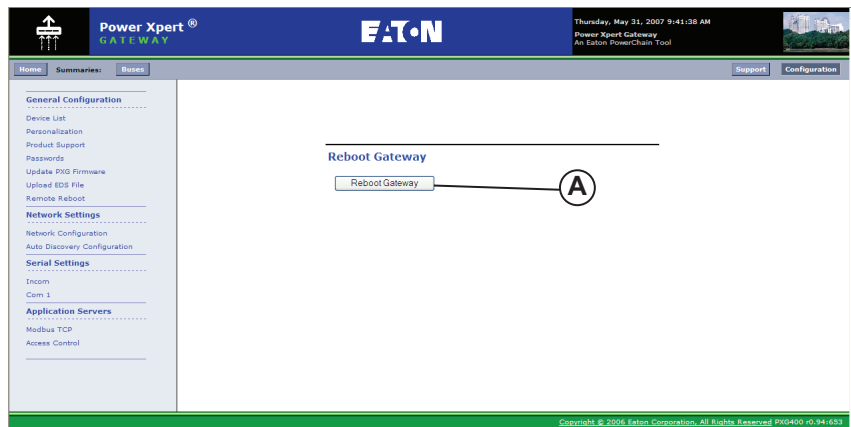 Power Xpert ®
GATEWAY
EATON
Thursday, May 31, 2007 9:41:38 AM
Power Xpert Gateway
An Eaton PowerChain Tool
Home Summaries: Buses Support Configuration
General Configuration
Device List
Personalization
Product Support
Passwords
Update PXG Firmware
Upload EDS File
Remote Reboot
Network Settings
Network Configuration
Auto Discovery Configuration
Serial Settings
Incom
Com 1
Application Servers
Modbus TCP
Access Control
Reboot Gateway
Reboot Gateway
A
Copyright © 2006 Eaton Corporation, All Rights Reserved PXG400 r0.94:653